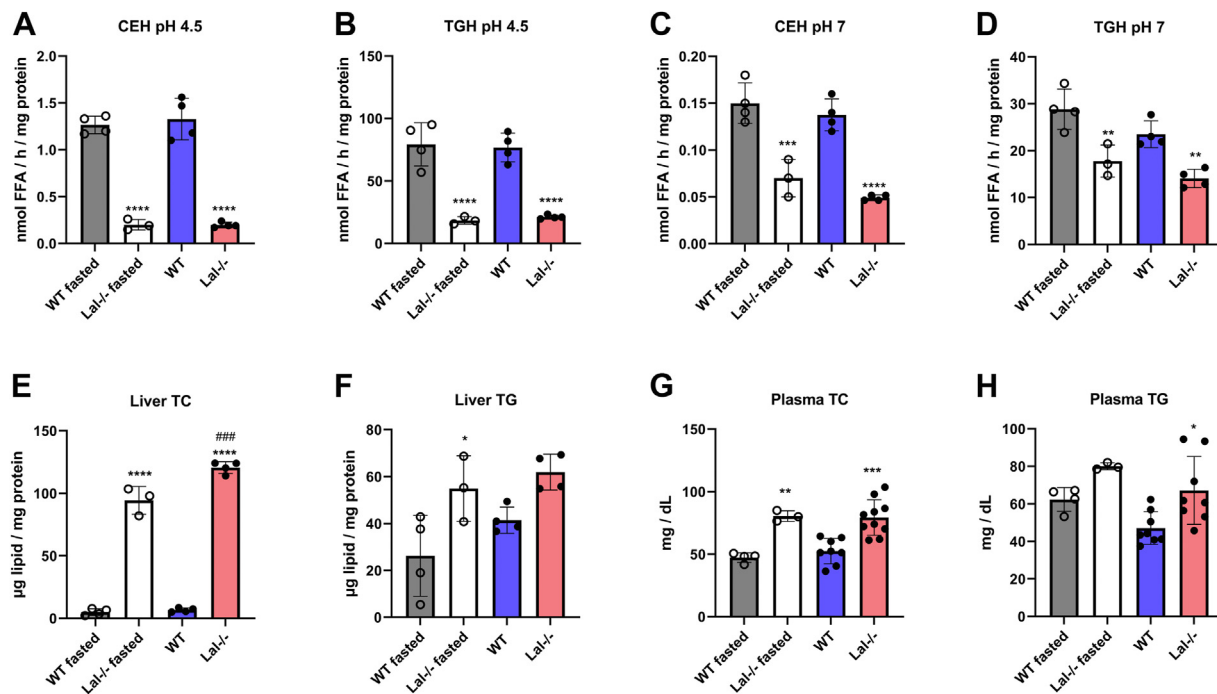 A
CEH pH 4.5
nmol FFA / h / mg protein
2.0
1.5
1.0
0.5
0.0
****
****
WT fasted
Lal-/- fasted
WT
Lal-/-
B
TGH pH 4.5
nmol FFA / h / mg protein
150
100
50
0
****
****
WT fasted
Lal-/- fasted
WT
Lal-/-
C
CEH pH 7
nmol FFA / h / mg protein
0.20
0.15
0.10
0.05
0.00
***
****
WT fasted
Lal-/- fasted
WT
Lal-/-
D
TGH pH 7
nmol FFA / h / mg protein
40
30
20
10
0
**
**
WT fasted
Lal-/- fasted
WT
Lal-/-
E
Liver TC
µg lipid / mg protein
150
100
50
0
****
###
****
WT fasted
Lal-/- fasted
WT
Lal-/-
F
Liver TG
µg lipid / mg protein
80
60
40
20
0
*
WT fasted
Lal-/- fasted
WT
Lal-/-
G
Plasma TC
mg / dL
150
100
50
0
**
***
WT fasted
Lal-/- fasted
WT
Lal-/-
H
Plasma TG
mg / dL
100
80
60
40
20
0
*
WT fasted
Lal-/- fasted
WT
Lal-/-